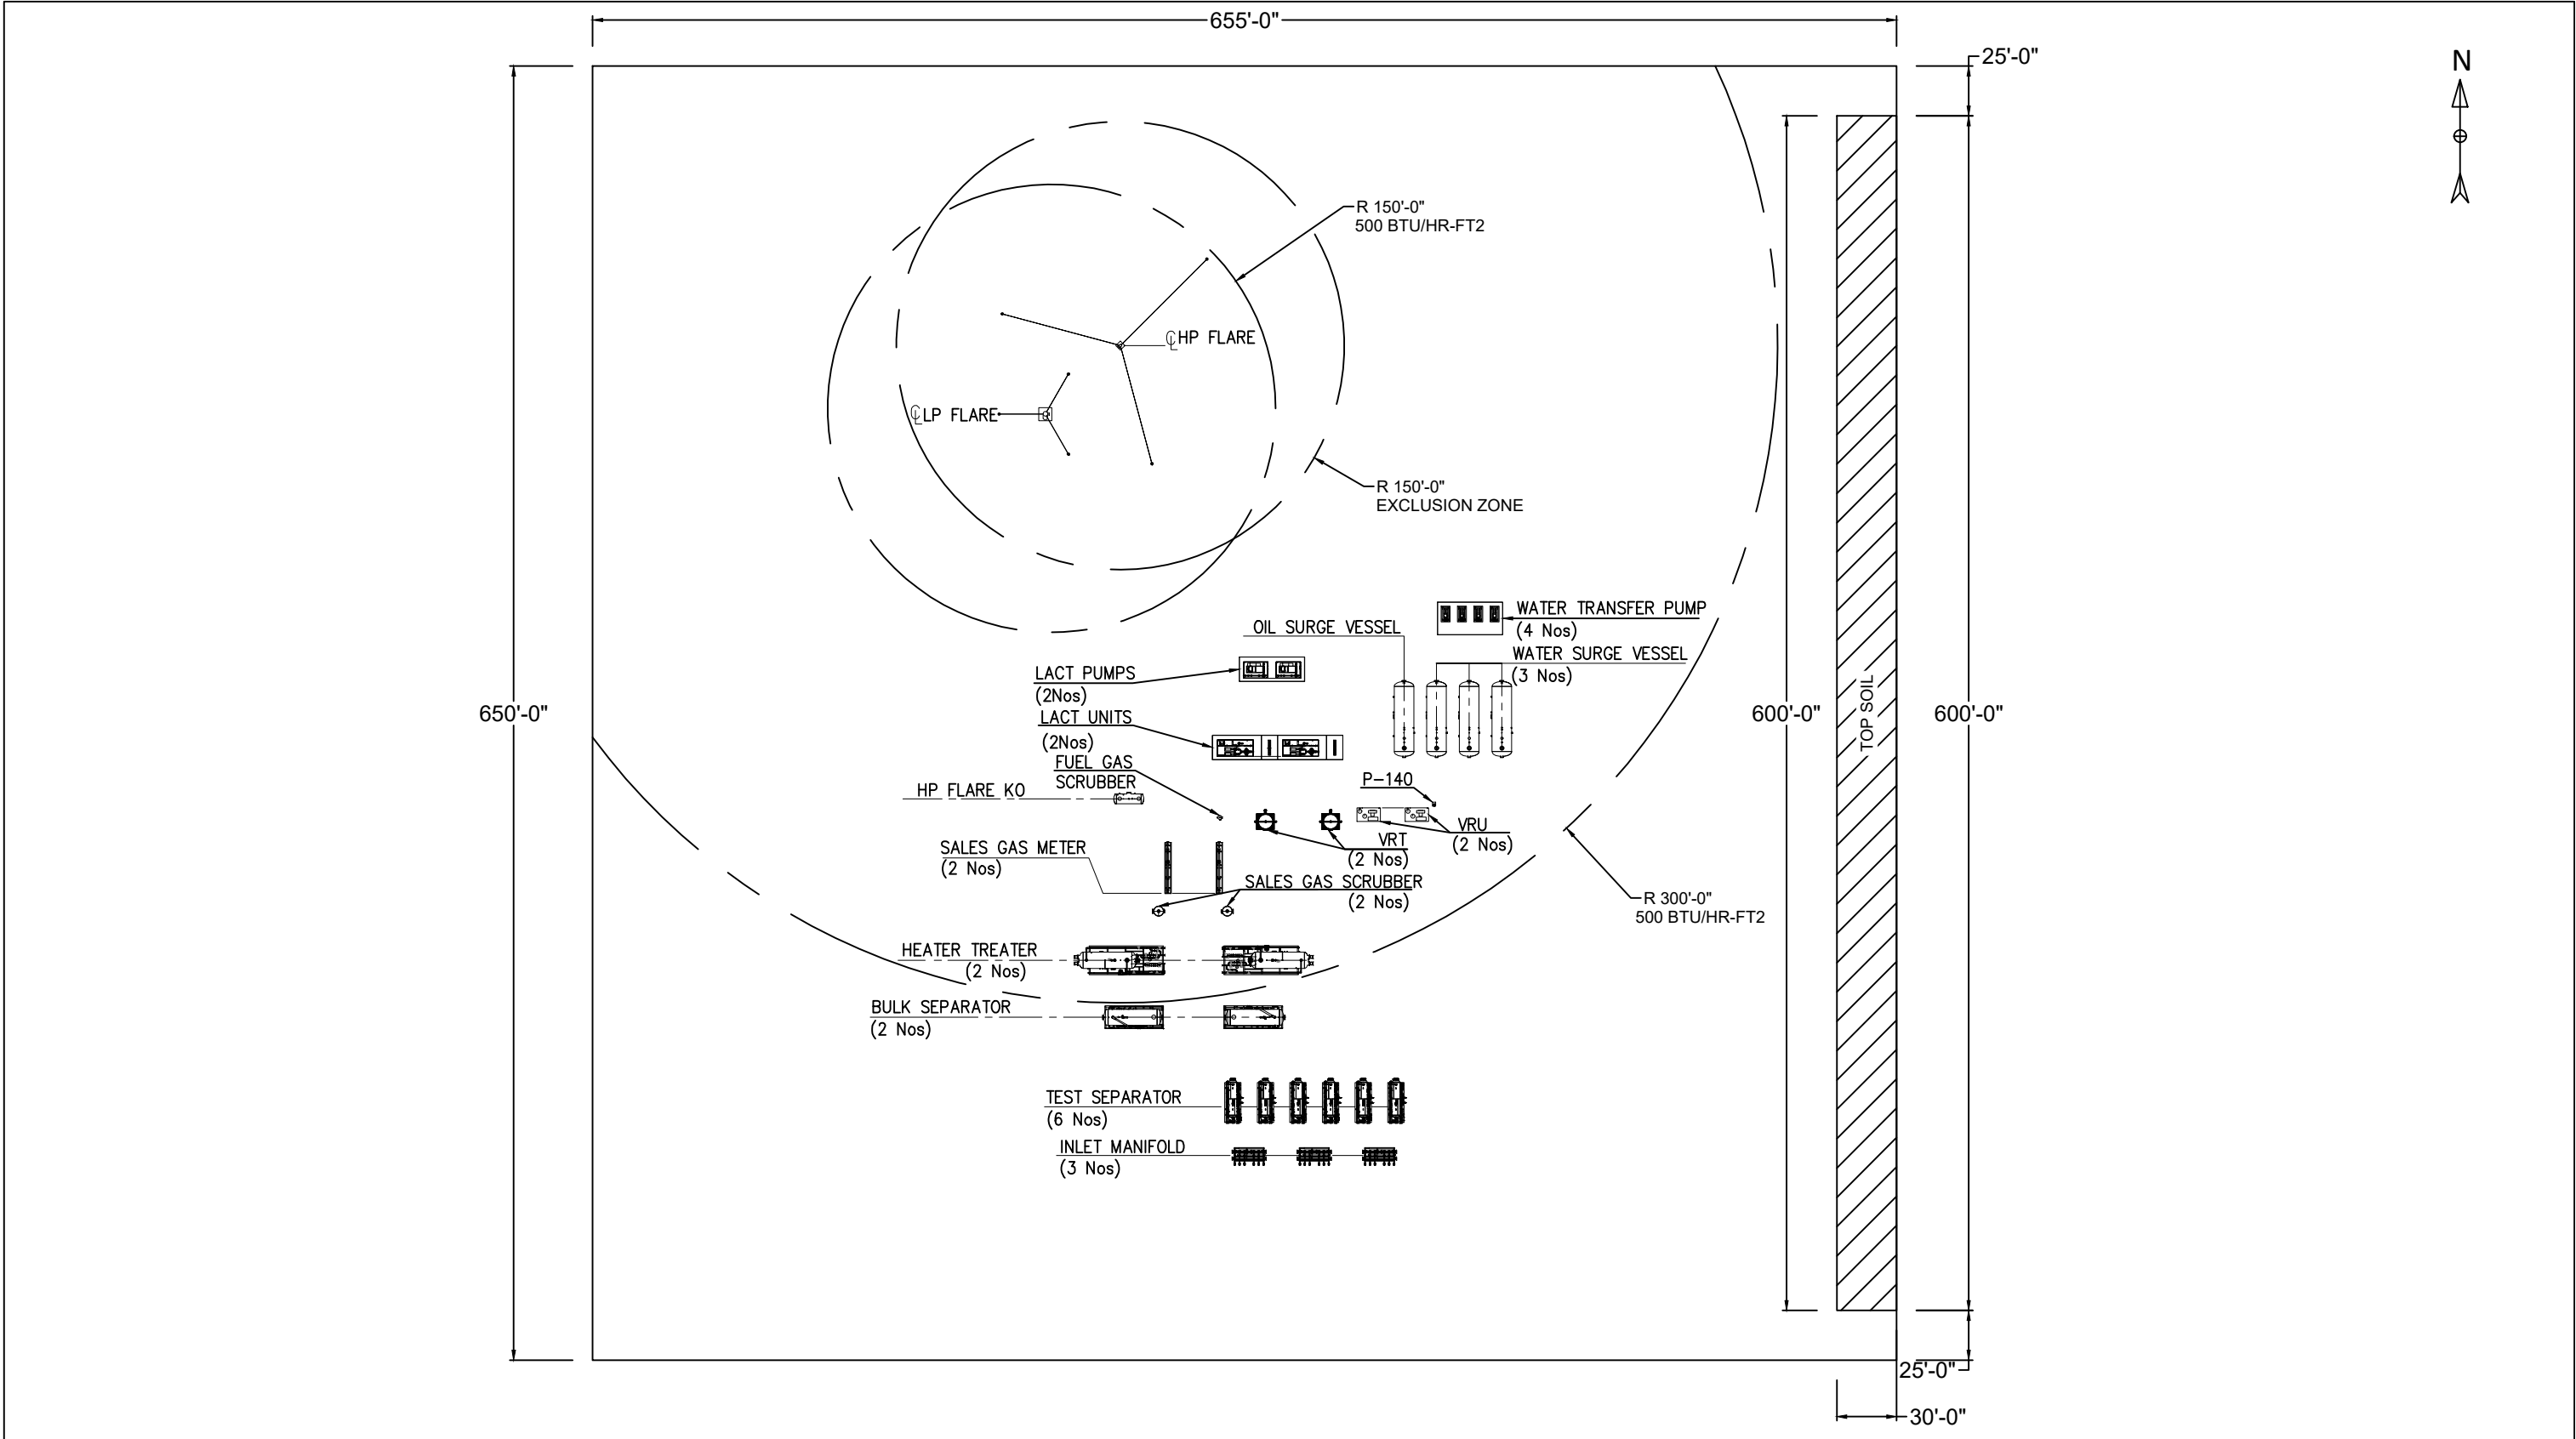 655'-0"
25'-0"
N
R 150'-0"
500 BTU/HR-FT2
℄ HP FLARE
℄ LP FLARE
R 150'-0"
EXCLUSION ZONE
WATER TRANSFER PUMP
(4 Nos)
OIL SURGE VESSEL
WATER SURGE VESSEL
(3 Nos)
LACT PUMPS
(2Nos)
650'-0"
600'-0"
TOP SOIL
600'-0"
LACT UNITS
(2Nos)
FUEL GAS
SCRUBBER
P-140
HP FLARE KO
VRU
(2 Nos)
VRT
(2 Nos)
SALES GAS METER
(2 Nos)
SALES GAS SCRUBBER
(2 Nos)
R 300'-0"
500 BTU/HR-FT2
HEATER TREATER
(2 Nos)
BULK SEPARATOR
(2 Nos)
TEST SEPARATOR
(6 Nos)
INLET MANIFOLD
(3 Nos)
25'-0"
30'-0"